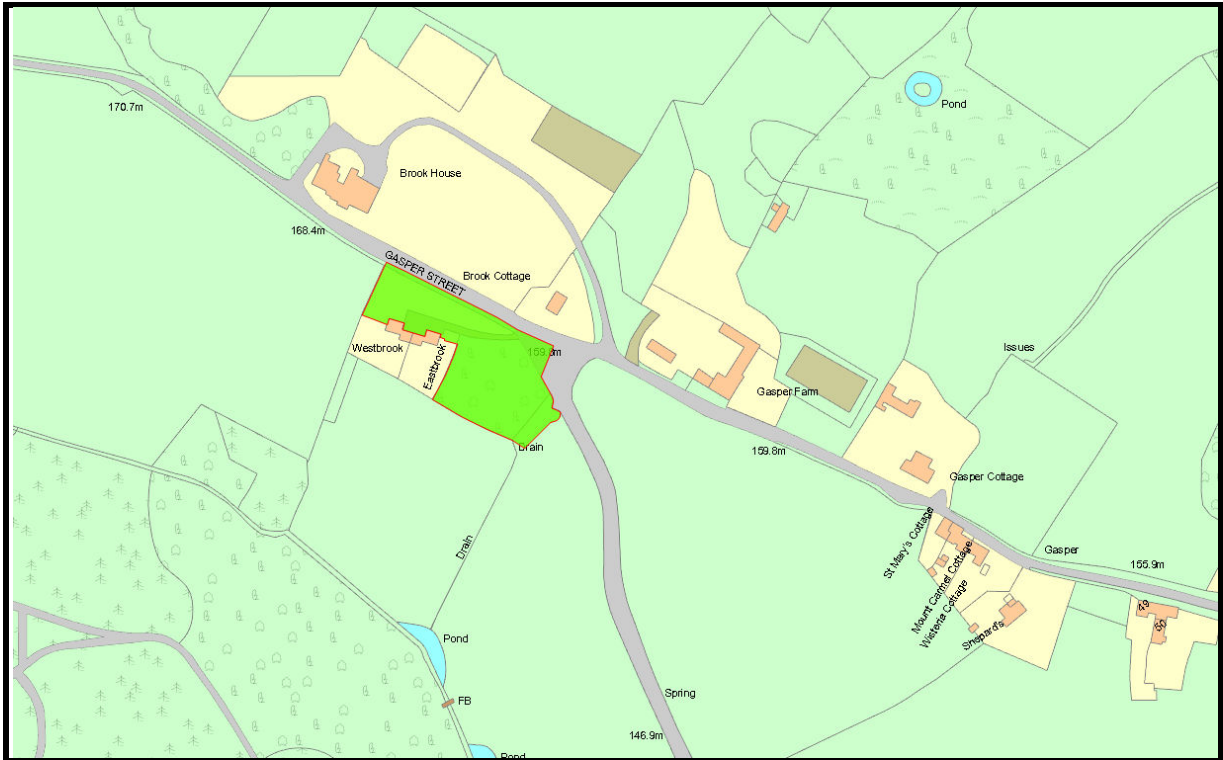 170.7m
Pond
Brook House
168.4m
GASPER STREET
Brook Cottage
Westbrook
Eastbrook
Issues
Gasper Farm
Drain
159.8m
Gasper Cottage
St Mary's Cottage
Drain
Gasper
Mount Carmell Cottage
Wisteria Cottage
155.9m
49
50
Shepard's
Pond
Spring
FB
146.9m
Pond